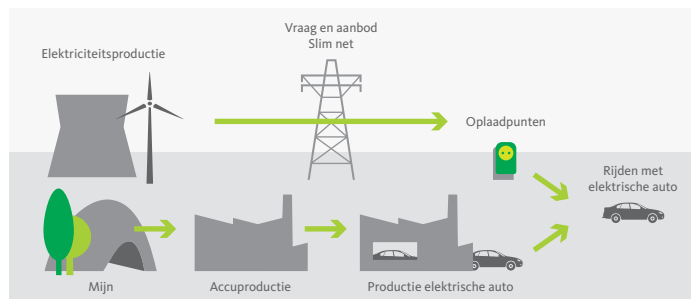 Vraag en aanbod
Slim net
Elektriciteitsproductie
Oplaadpunten
Rijden met
elektrische auto
Mijn
Accuproductie
Productie elektrische auto